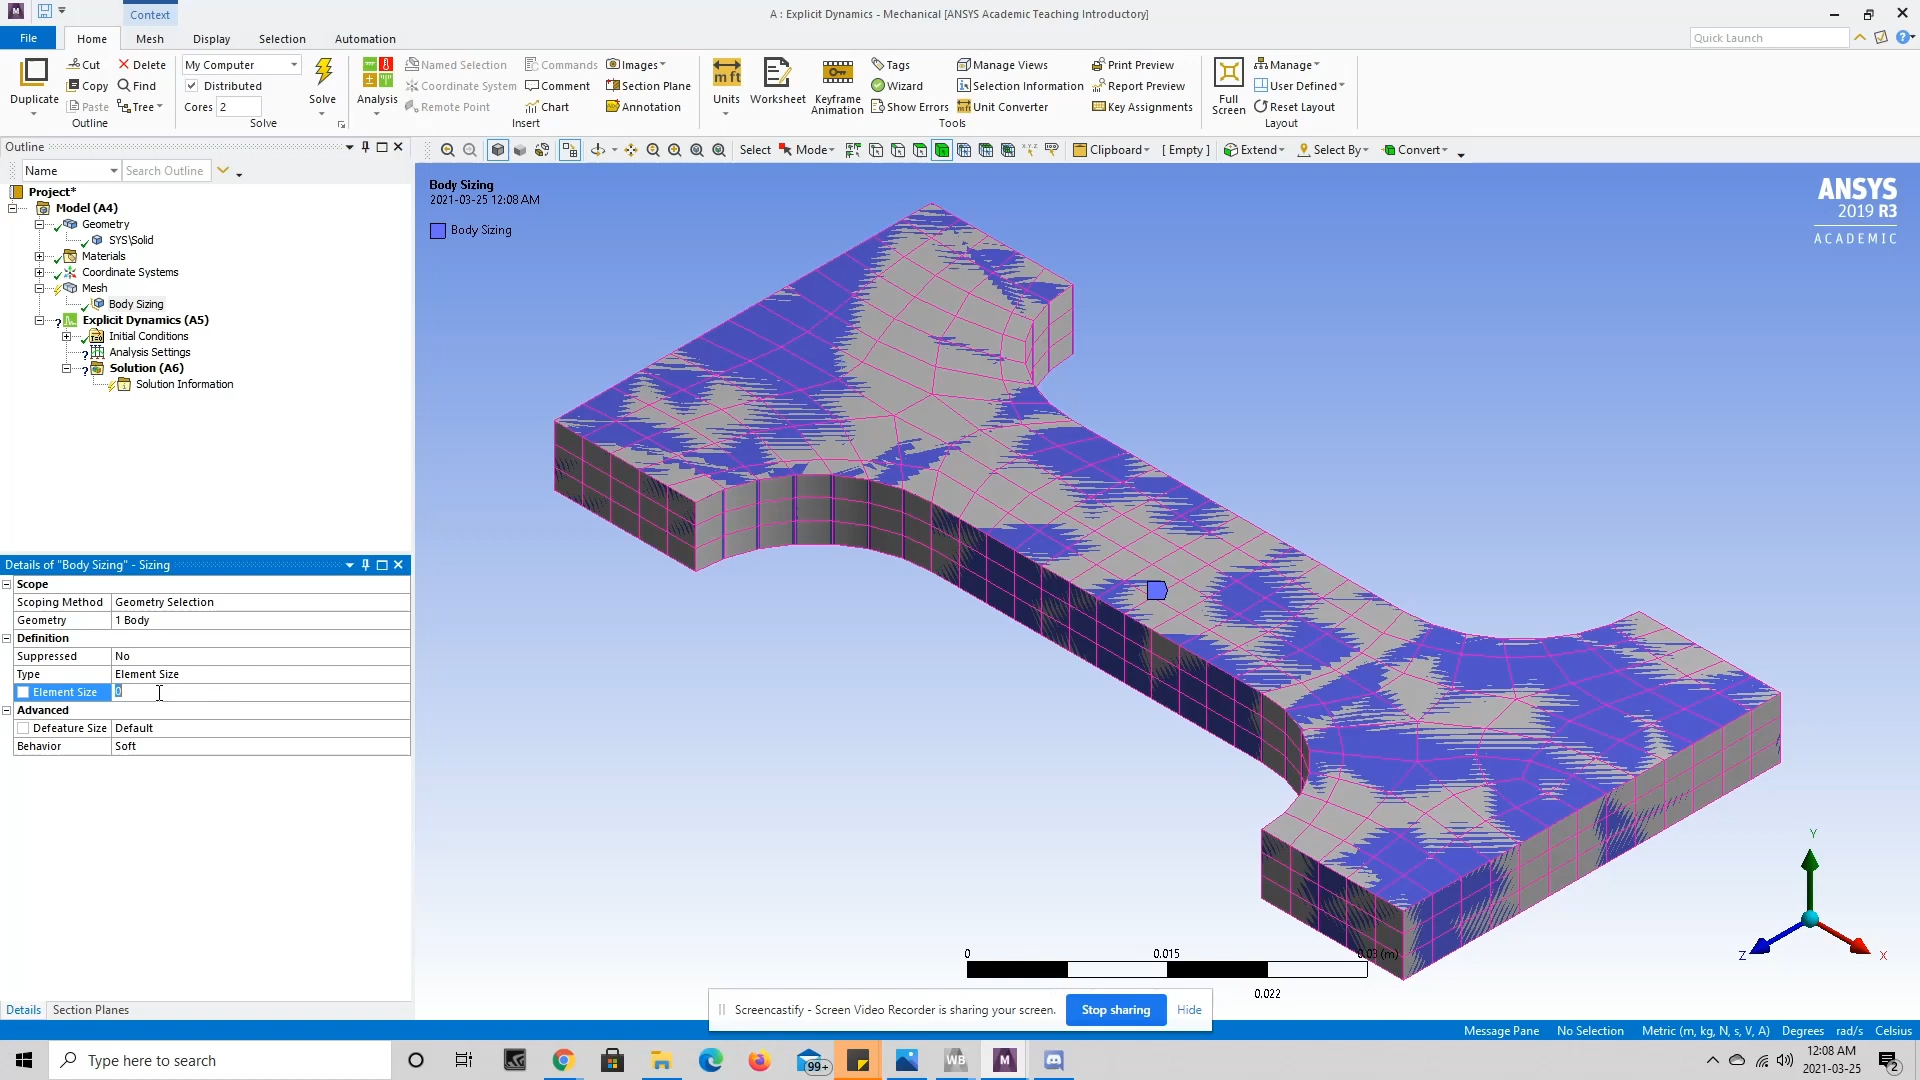 Context
A : Explicit Dynamics - Mechanical [ANSYS Academic Teaching Introductory]
File Home Mesh Display Selection Automation
Quick Launch
Duplicate
Cut
Copy
Paste
Delete
Find
Tree
Outline
My Computer
Distributed
Cores 2
Solve
Solve
Analysis
Named Selection
Coordinate System
Remote Point
Commands
Comment
Chart
Images
Section Plane
Annotation
Insert
Units
Worksheet
Keyframe
Animation
Tags
Wizard
Show Errors
Manage Views
Selection Information
Unit Converter
Print Preview
Report Preview
Key Assignments
Tools
Full
Screen
Manage
User Defined
Reset Layout
Layout
Outline
Name
Search Outline
Select Mode
Clipboard [ Empty ] Extend Select By Convert
Project*
Model (A4)
Geometry
SYS\Solid
Materials
Coordinate Systems
Mesh
Body Sizing
Explicit Dynamics (A5)
Initial Conditions
Analysis Settings
Solution (A6)
Solution Information
Body Sizing
2021-03-25 12:08 AM
Body Sizing
ANSYS
2019 R3
ACADEMIC
Details of "Body Sizing" - Sizing
Scope
Scoping Method Geometry Selection
Geometry 1 Body
Definition
Suppressed No
Type Element Size
Element Size 0
Advanced
Defeature Size Default
Behavior Soft
Y
Z
X
0 0.015 0.03 (m)
0.022
Details Section Planes
Screencastify - Screen Video Recorder is sharing your screen. Stop sharing Hide
Message Pane No Selection Metric (m, kg, N, s, V, A) Degrees rad/s Celsius
Type here to search
99+
WB
M
12:08 AM
2021-03-25
2